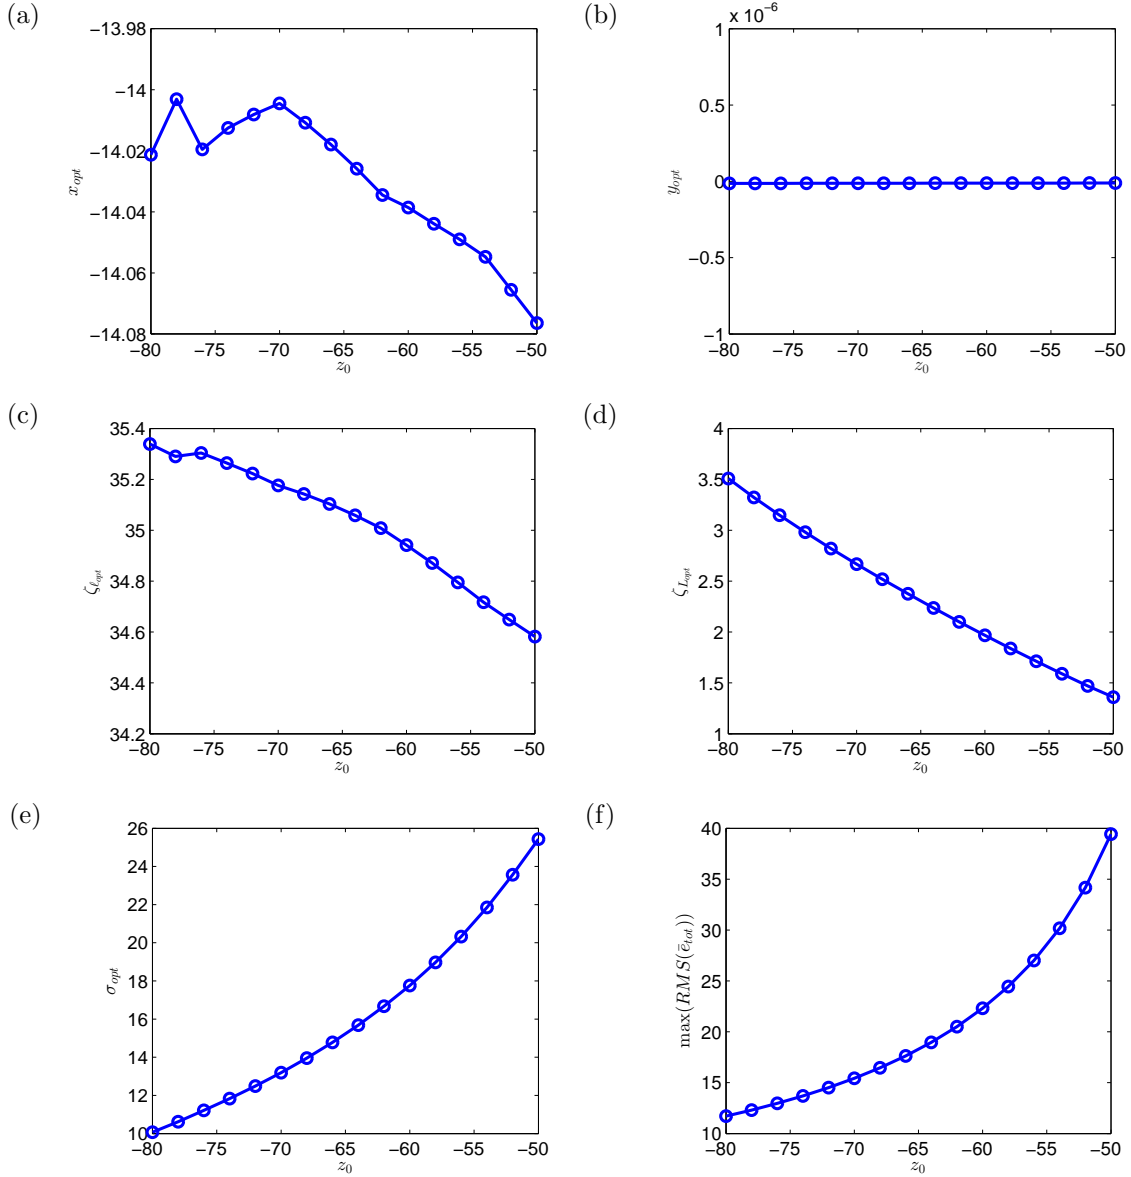 (a)
−13.98
−14
−14.02
−14.04
−14.06
−14.08
x_opt
−80 −75 −70 −65 −60 −55 −50
z_0
(b)
x 10^−6
1
0.5
0
−0.5
−1
y_opt
−80 −75 −70 −65 −60 −55 −50
z_0
(c)
35.4
35.2
35
34.8
34.6
34.4
34.2
ζ_ℓ_opt
−80 −75 −70 −65 −60 −55 −50
z_0
(d)
4
3.5
3
2.5
2
1.5
1
ζ_L_opt
−80 −75 −70 −65 −60 −55 −50
z_0
(e)
26
24
22
20
18
16
14
12
10
σ_opt
−80 −75 −70 −65 −60 −55 −50
z_0
(f)
40
35
30
25
20
15
10
max(RMS(ē_tot))
−80 −75 −70 −65 −60 −55 −50
z_0